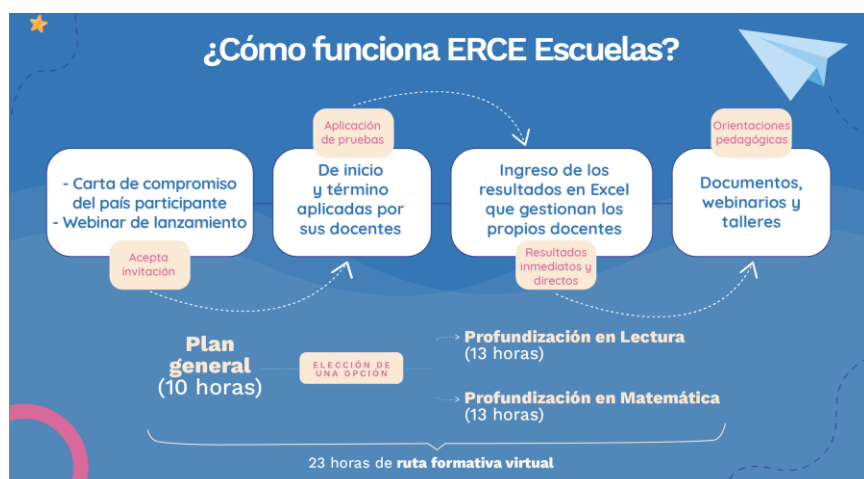 ¿Cómo funciona ERCE Escuelas?
- Carta de compromiso
del país participante
- Webinar de lanzamiento
Acepta
invitación
Aplicación
de pruebas
De inicio
y término
aplicadas por
sus docentes
Ingreso de los
resultados en Excel
que gestionan los
propios docentes
Resultados
inmediatos y
directos
Orientaciones
pedagógicas
Documentos,
webinarios y
talleres
Plan
general
(10 horas)
ELECCIÓN DE
UNA OPCIÓN
Profundización en Lectura
(13 horas)
Profundización en Matemática
(13 horas)
23 horas de ruta formativa virtual